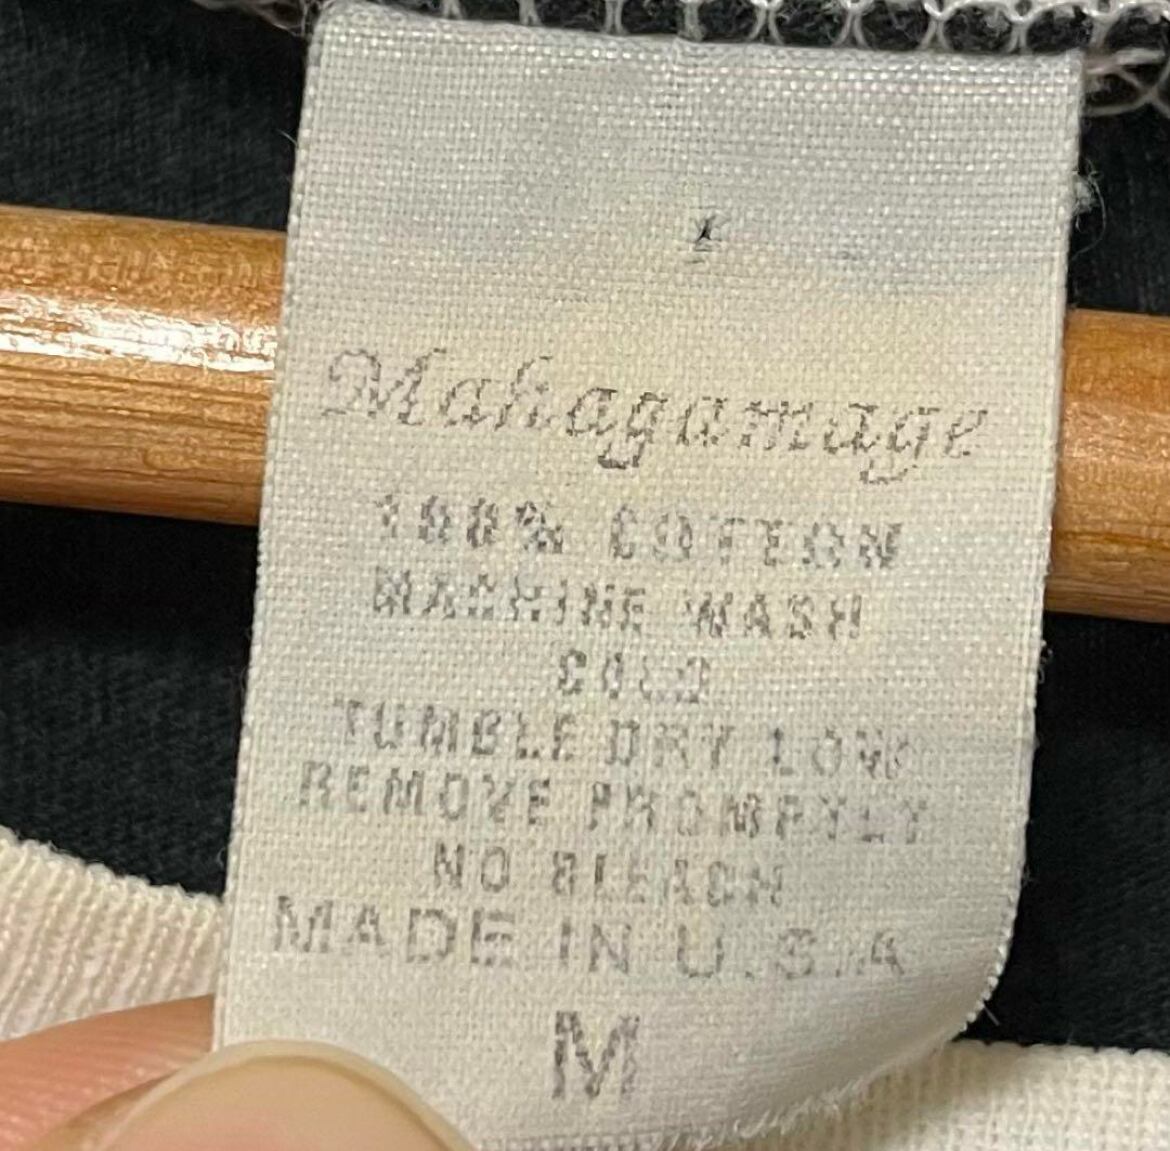 Mahagamage
100% COTTON
MACHINE WASH
COLD
TUMBLE DRY LOW
REMOVE PROMPTLY
NO BLEACH
MADE IN U.S.A
M